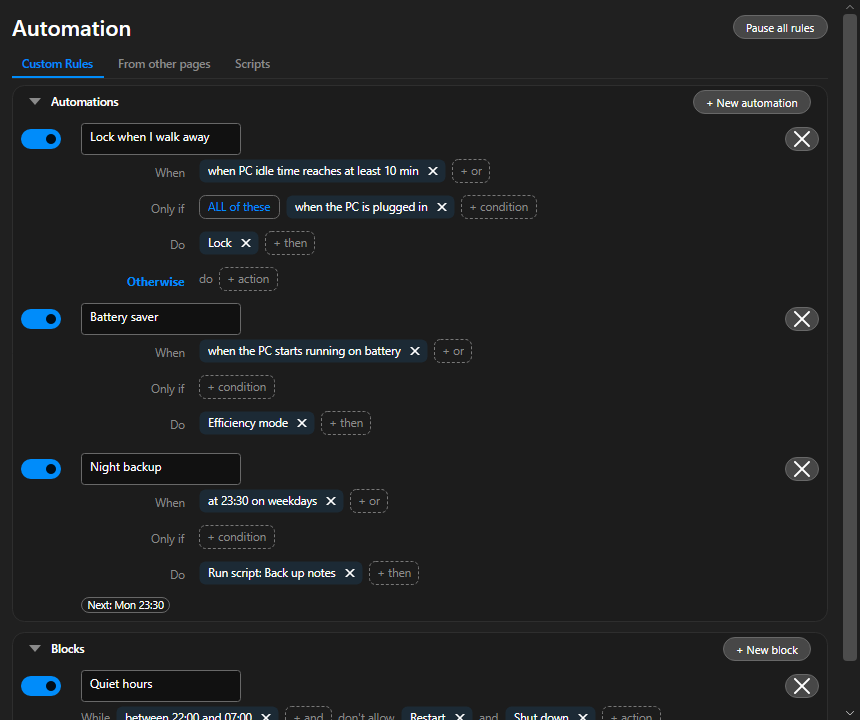 Automation
Pause all rules
Custom Rules From other pages Scripts
Automations + New automation
Lock when I walk away
When when PC idle time reaches at least 10 min + or
Only if ALL of these when the PC is plugged in + condition
Do Lock + then
Otherwise do + action
Battery saver
When when the PC starts running on battery + or
Only if + condition
Do Efficiency mode + then
Night backup
When at 23:30 on weekdays + or
Only if + condition
Do Run script: Back up notes + then
Next: Mon 23:30
Blocks + New block
Quiet hours
While between 22:00 and 07:00 + and don't allow Restart and Shut down + action